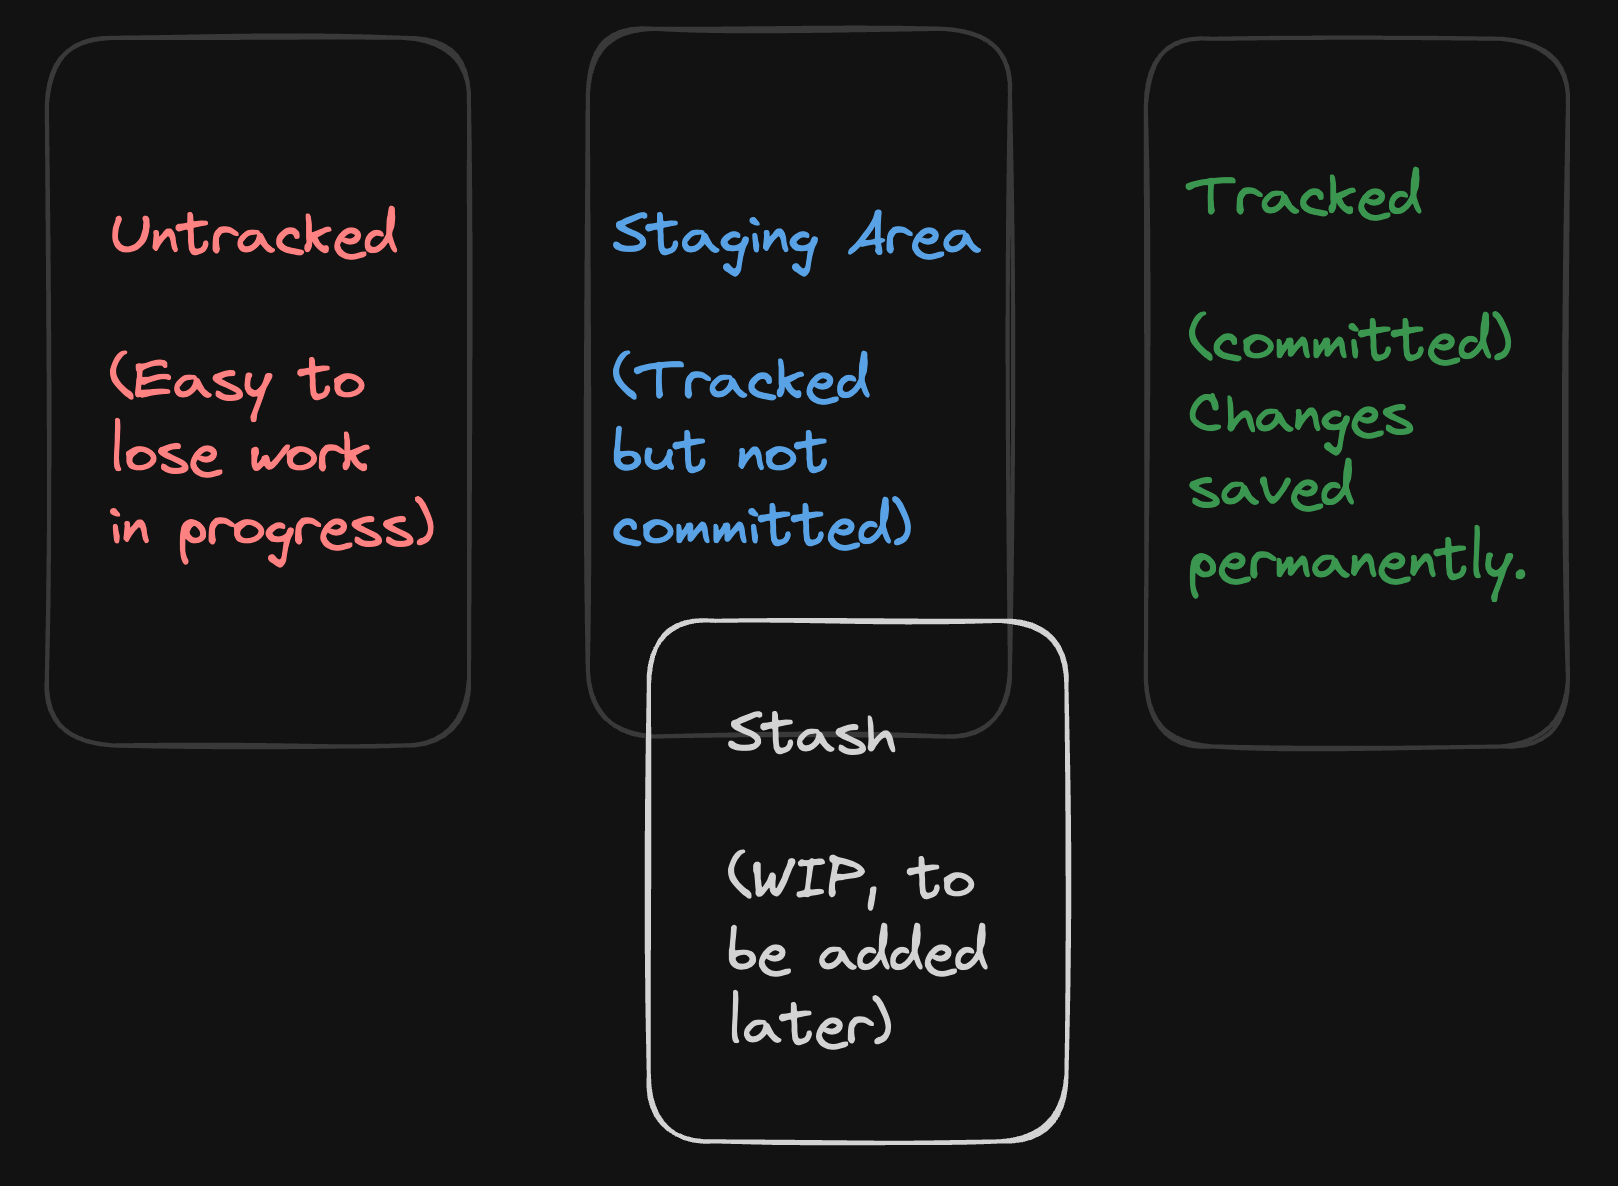 Untracked
(Easy to
lose work
in progress)
Staging Area
(Tracked
but not
committed)
Tracked
(committed)
Changes
saved
permanently.
Stash
(WIP, to
be added
later)